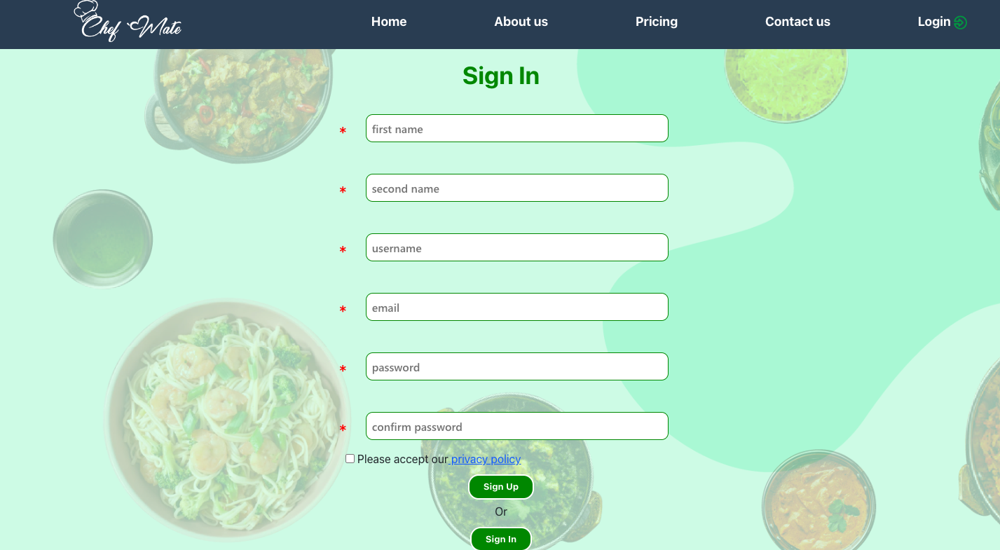 Chef Mate
Home About us Pricing Contact us Login
Sign In
* first name
* second name
* username
* email
* password
* confirm password
Please accept our privacy policy
Sign Up
Or
Sign In